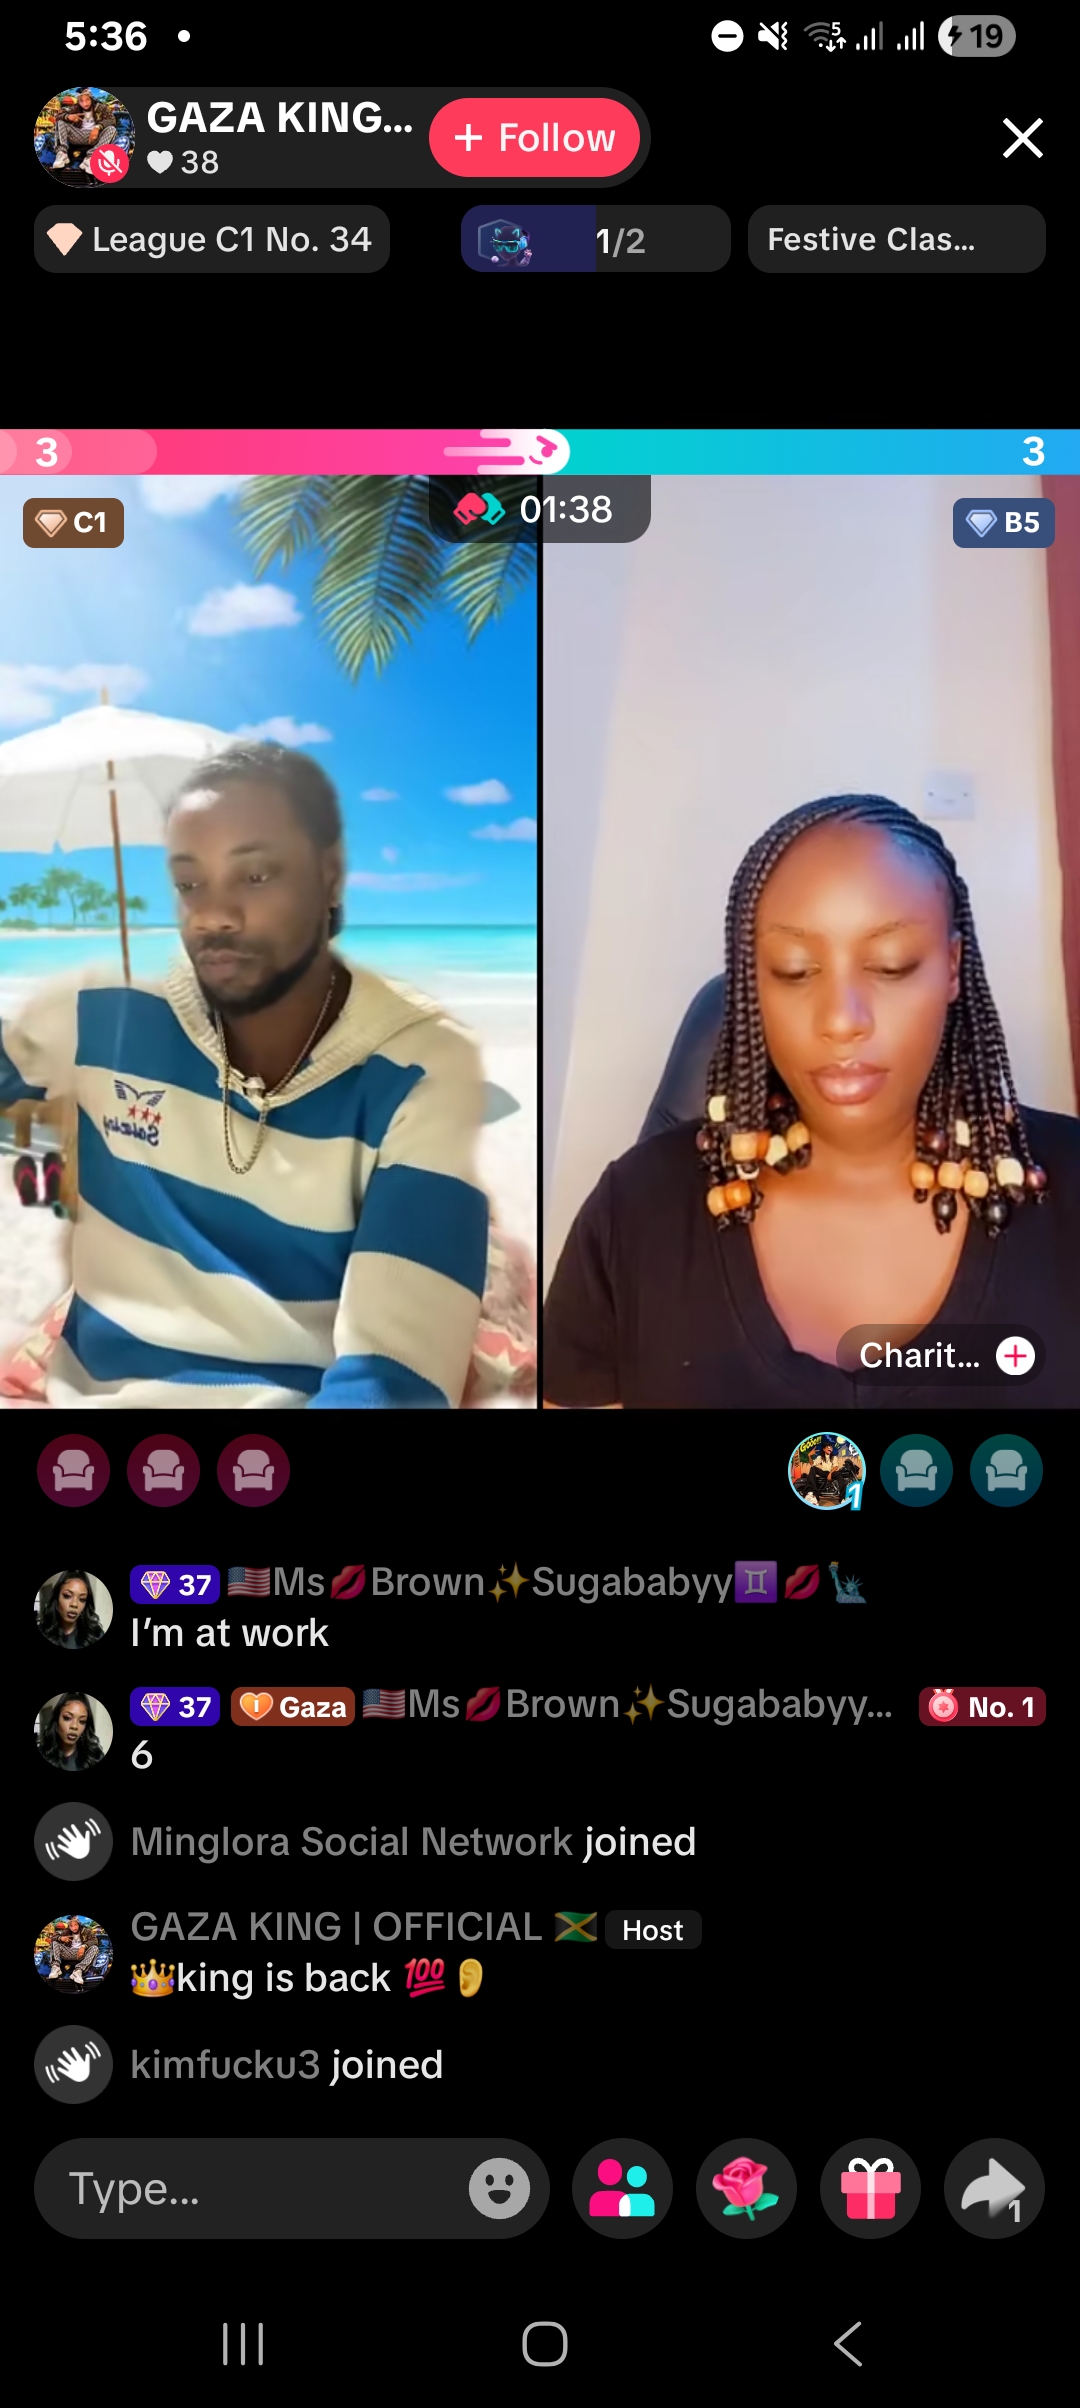 5:36
5
19
GAZA KING...
38
+ Follow
League C1 No. 34
1/2
Festive Clas...
3
3
C1
01:38
B5
Charit...
1
37 🇺🇸Ms💋Brown✨Sugababyy♊💋🗽
I'm at work
37 Gaza 🇺🇸Ms💋Brown✨Sugababyy... No. 1
6
Minglora Social Network joined
GAZA KING | OFFICIAL 🇯🇲 Host
👑king is back 💯👂
kimfucku3 joined
Type...
1